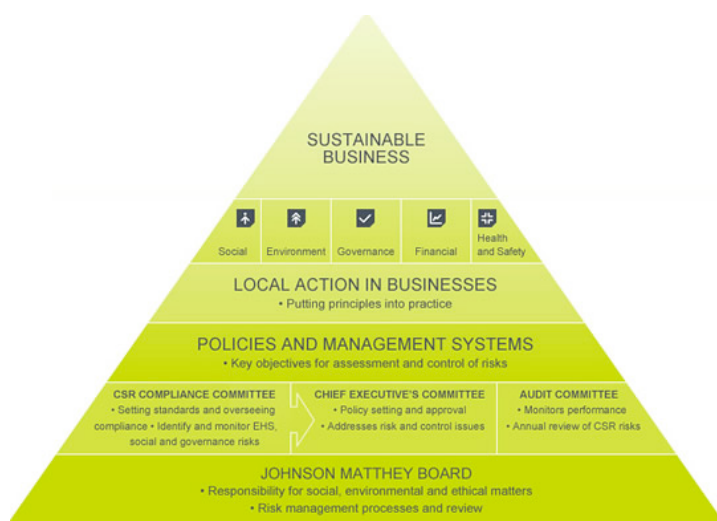 SUSTAINABLE
BUSINESS
Social
Environment
Governance
Financial
Health
and Safety
LOCAL ACTION IN BUSINESSES
• Putting principles into practice
POLICIES AND MANAGEMENT SYSTEMS
• Key objectives for assessment and control of risks
CSR COMPLIANCE COMMITTEE
• Setting standards and overseeing
compliance • Identify and monitor EHS,
social and governance risks
CHIEF EXECUTIVE'S COMMITTEE
• Policy setting and approval
• Addresses risk and control issues
AUDIT COMMITTEE
• Monitors performance
• Annual review of CSR risks
JOHNSON MATTHEY BOARD
• Responsibility for social, environmental and ethical matters
• Risk management processes and review